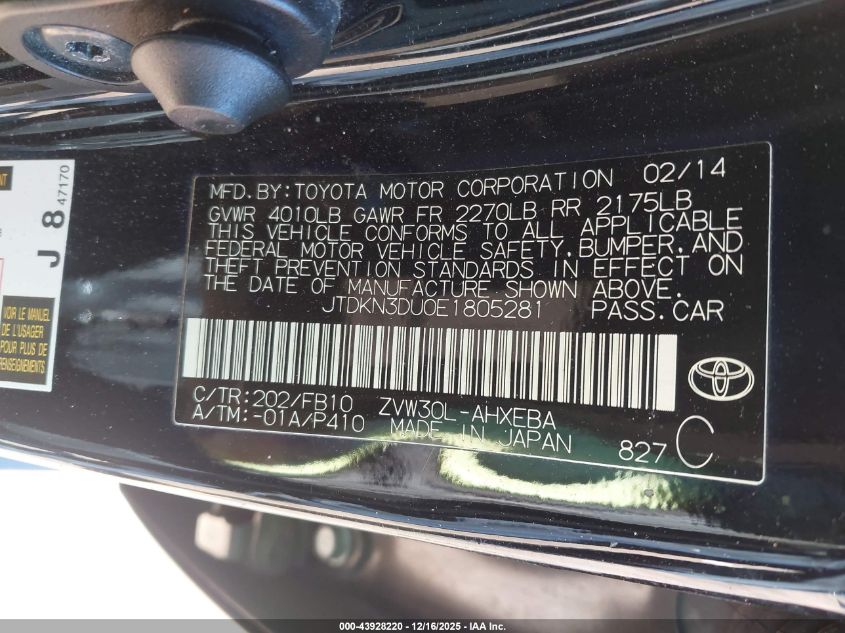 J 8 47170
VOIR LE MANUEL
DE L'USAGER
POUR PLUS DE
RENSEIGNEMENTS
MFD.BY:TOYOTA MOTOR CORPORATION 02/14
GVWR 4010LB GAWR FR 2270LB RR 2175LB
THIS VEHICLE CONFORMS TO ALL APPLICABLE
FEDERAL MOTOR VEHICLE SAFETY,BUMPER,AND
THEFT PREVENTION STANDARDS IN EFFECT ON
THE DATE OF MANUFACTURE SHOWN ABOVE.
JTDKN3DU0E1805281 PASS.CAR
C/TR:202/FB10 ZVW30L-AHXEBA
A/TM:-01A/P410 MADE IN JAPAN 827 C
000-43928220 - 12/16/2025 - IAA Inc.